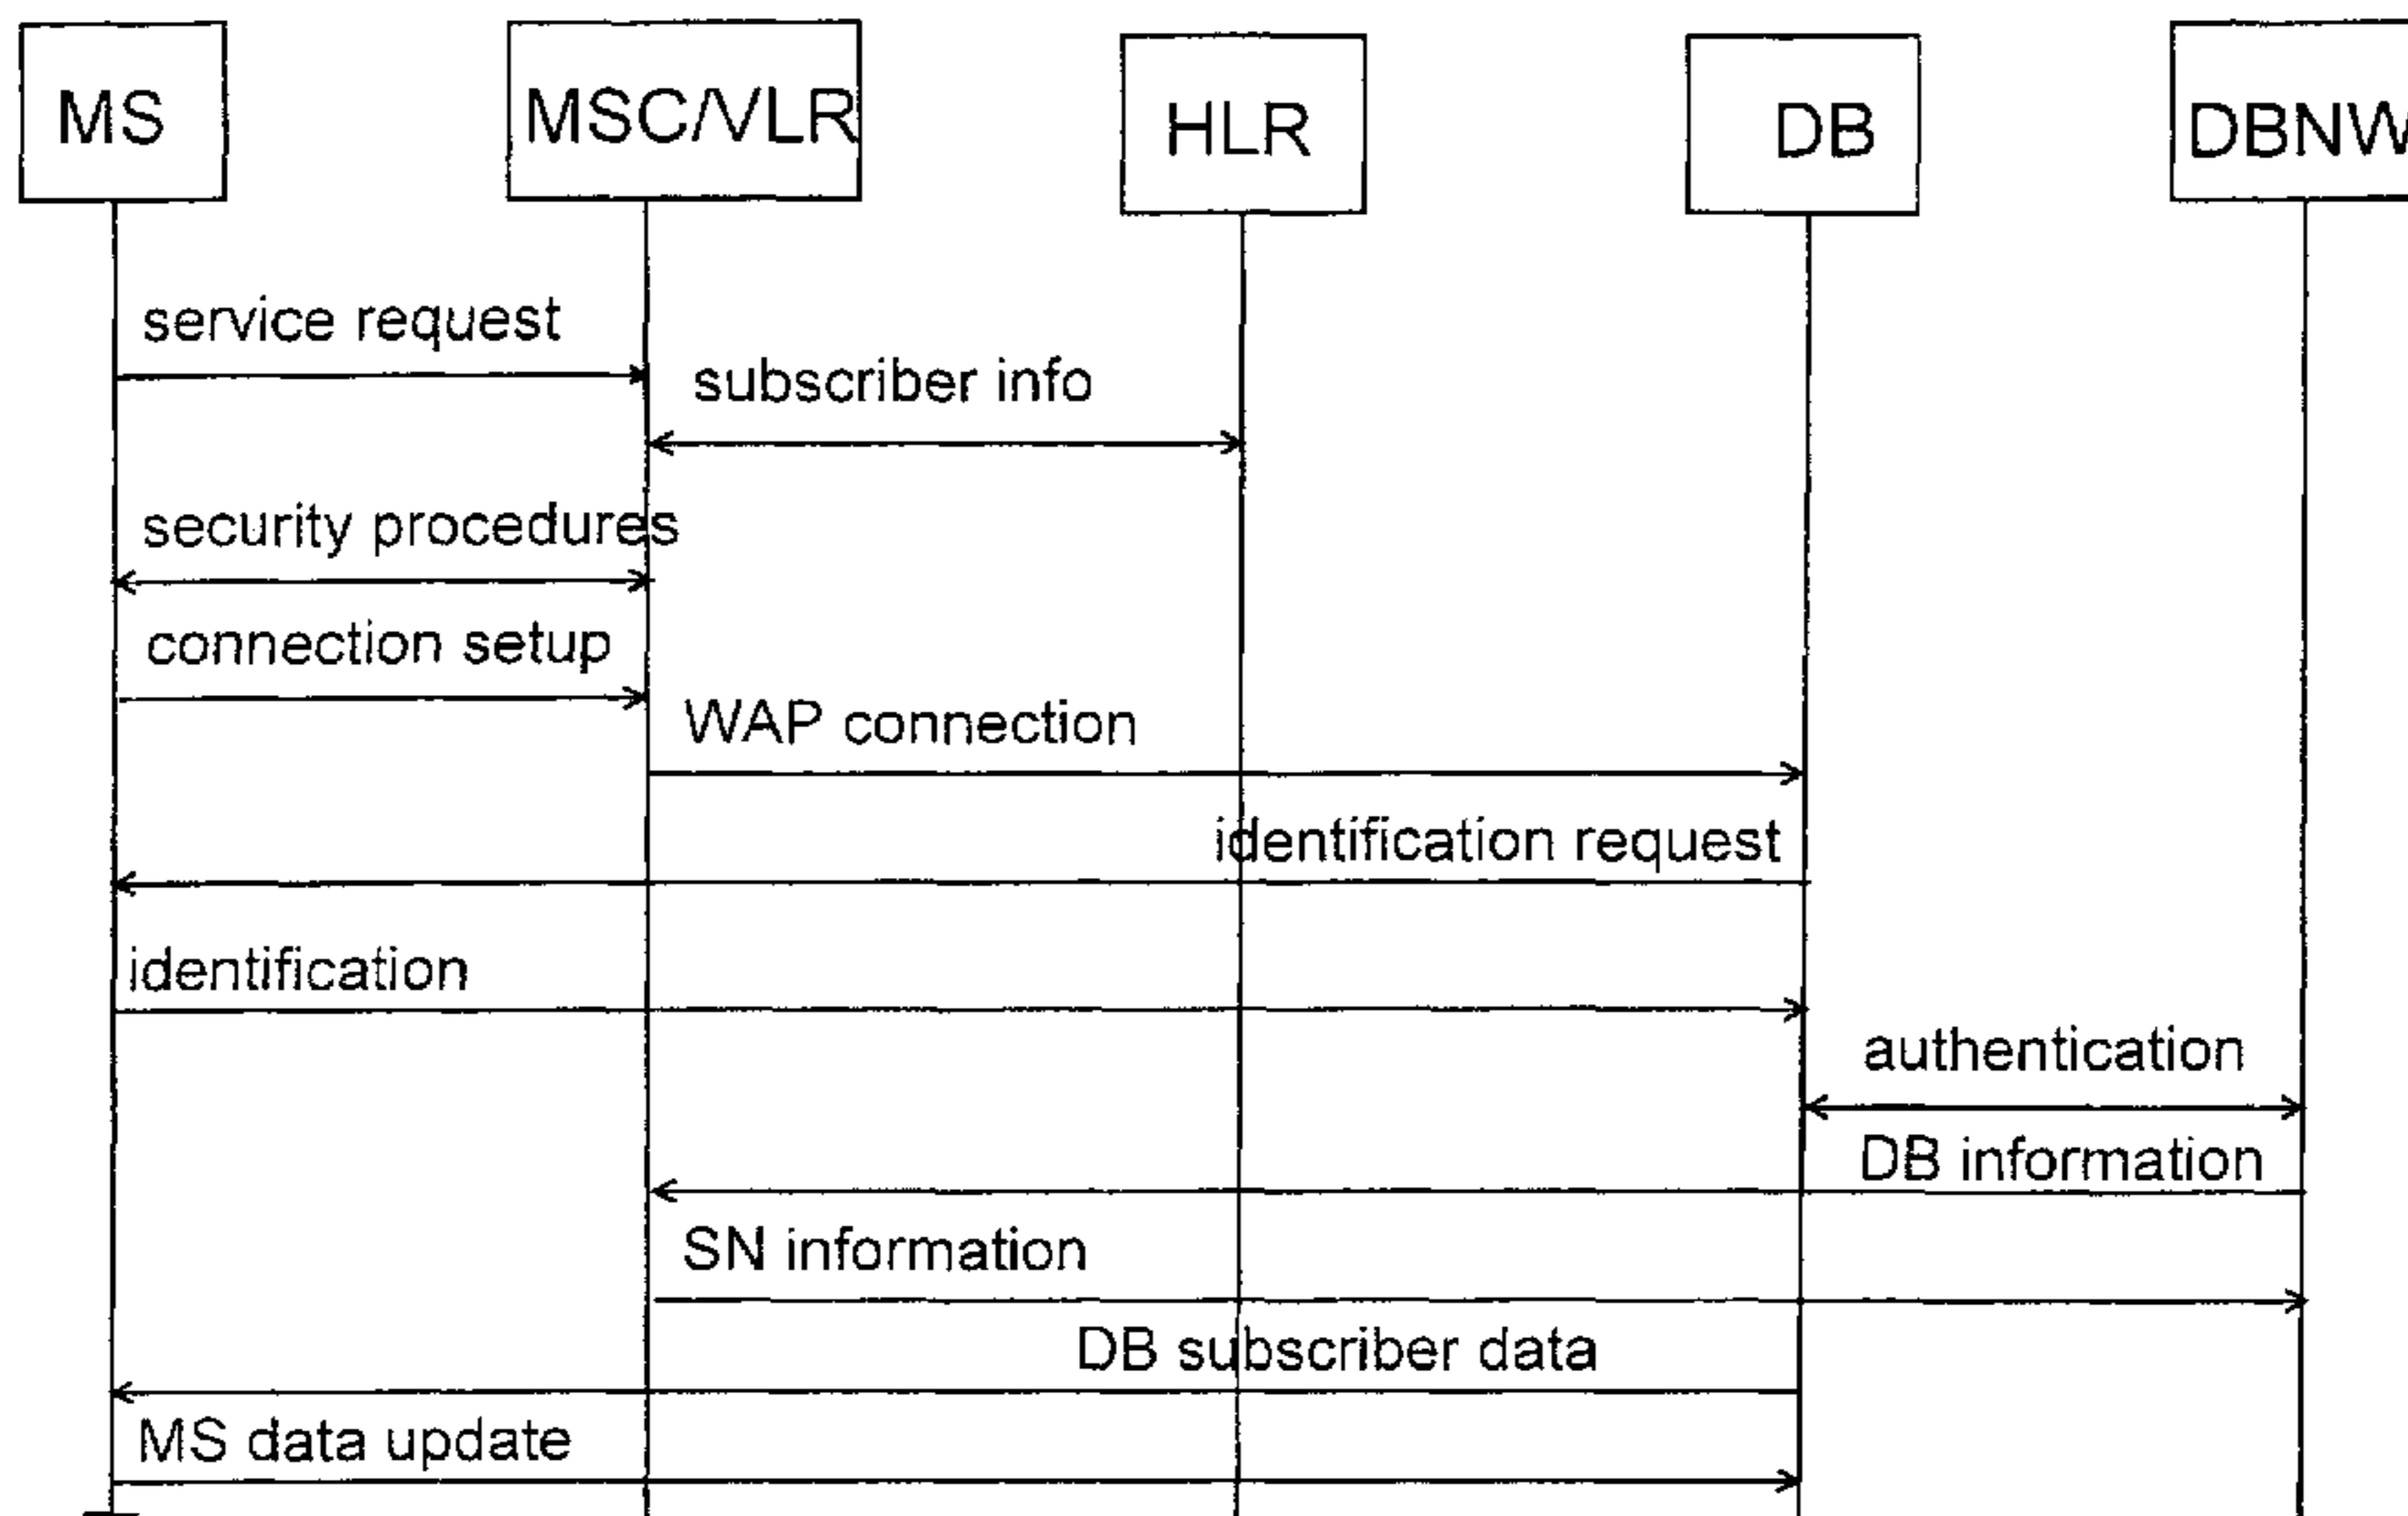 MS
MSC/VLR
HLR
DB
DBNW
service request
subscriber info
security procedures
connection setup
WAP connection
identification request
identification
authentication
DB information
SN information
DB subscriber data
MS data update